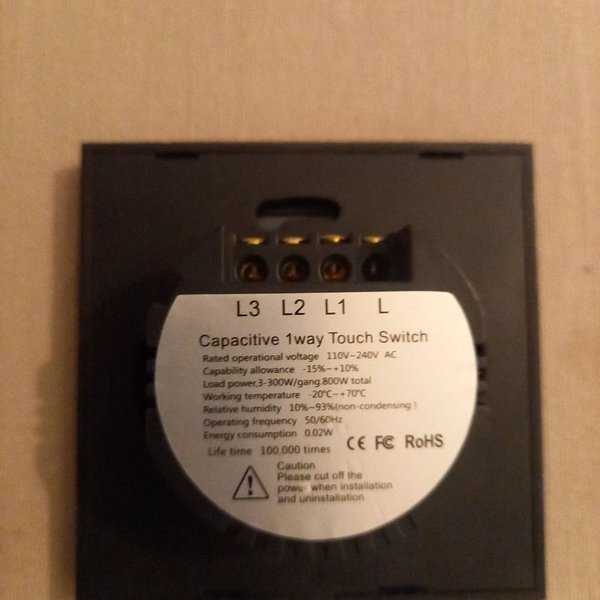 L3 L2 L1 L
Capacitive 1way Touch Switch
Rated operational voltage 110V~240V AC
Capability allowance -15%~+10%
Load power,3-300W/gang.800W total
Working temperature -20℃~+70℃
Relative humidity 10%~93%(non-condensing )
Operating frequency 50/60Hz
Energy consumption 0.02W
Life time 100,000 times
CE FC RoHS
Caution
Please cut off the
power when installation
and uninstallation